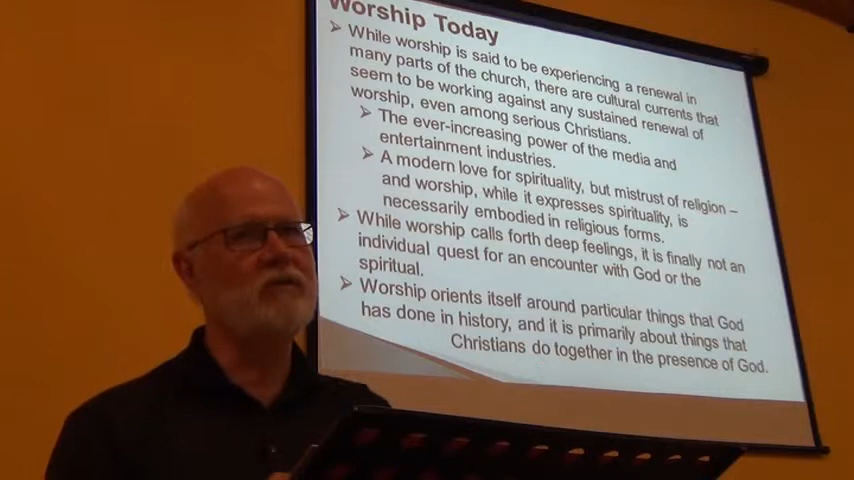 Worship Today
While worship is said to be experiencing a renewal in
many parts of the church, there are cultural currents that
seem to be working against any sustained renewal of
worship, even among serious Christians.
The ever-increasing power of the media and
entertainment industries.
A modern love for spirituality, but mistrust of religion –
and worship, while it expresses spirituality, is
necessarily embodied in religious forms.
While worship calls forth deep feelings, it is finally not an
individual quest for an encounter with God or the
spiritual.
Worship orients itself around particular things that God
has done in history, and it is primarily about things that
Christians do together in the presence of God.